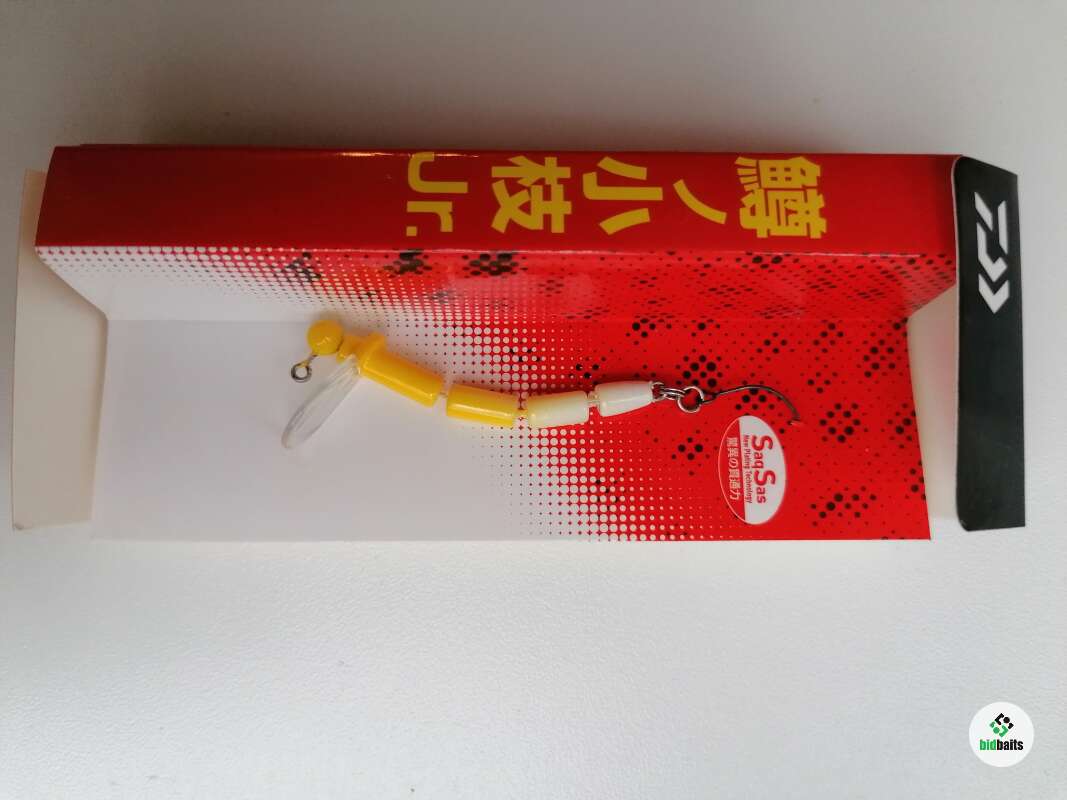 鱒ノ小枝
Jr.
SaqSas
New Plating Technology
驚異の貫通力
bidbaits